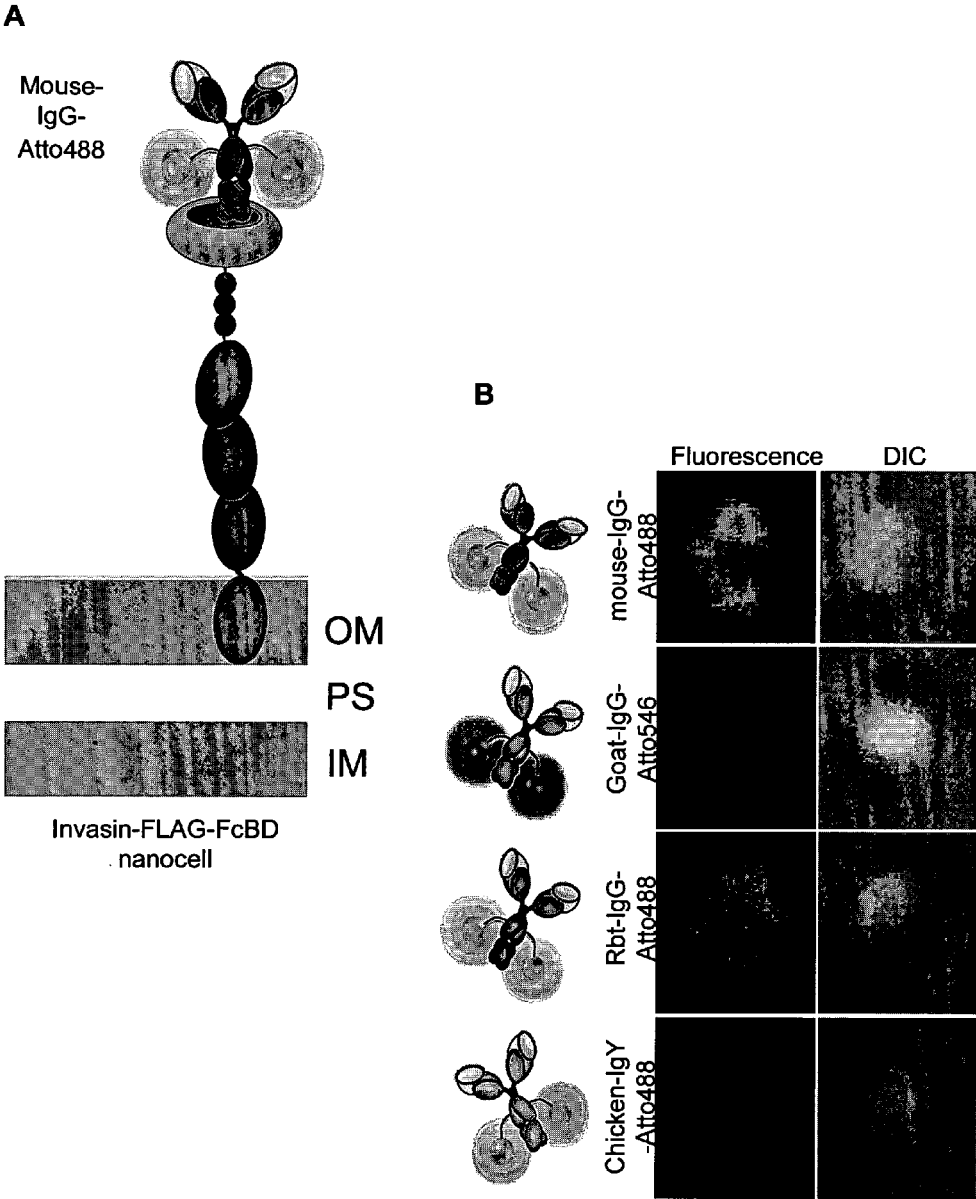 A
Mouse-
IgG-
Atto488
OM
PS
IM
Invasin-FLAG-FcBD
nanocell
B
Fluorescence
DIC
mouse-IgG-
Atto488
Goat-IgG-
Atto546
Rbt-IgG-
Atto488
Chicken-IgY
-Atto488